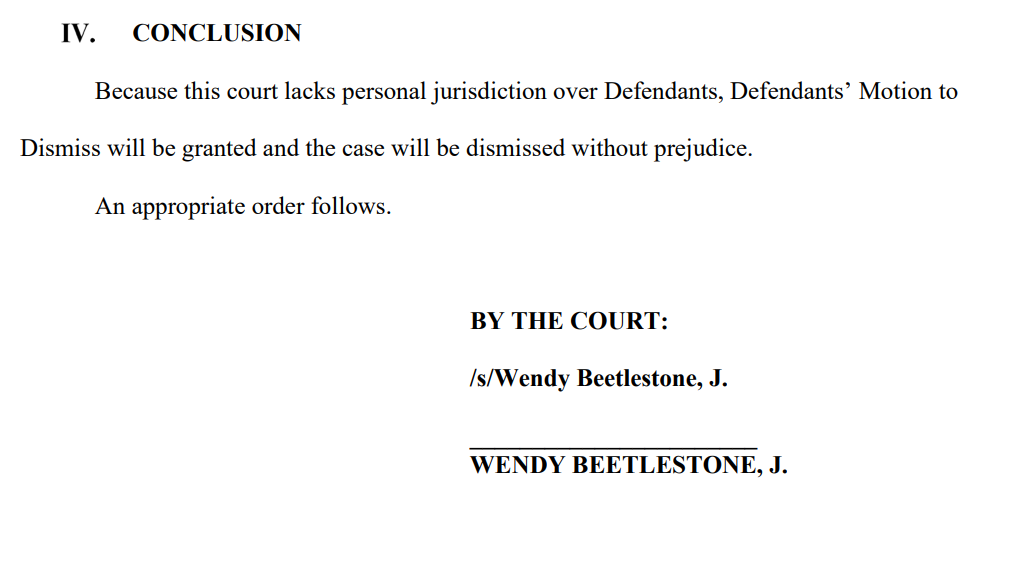 IV. CONCLUSION
Because this court lacks personal jurisdiction over Defendants, Defendants’ Motion to
Dismiss will be granted and the case will be dismissed without prejudice.
An appropriate order follows.
BY THE COURT:
/s/Wendy Beetlestone, J.
WENDY BEETLESTONE, J.